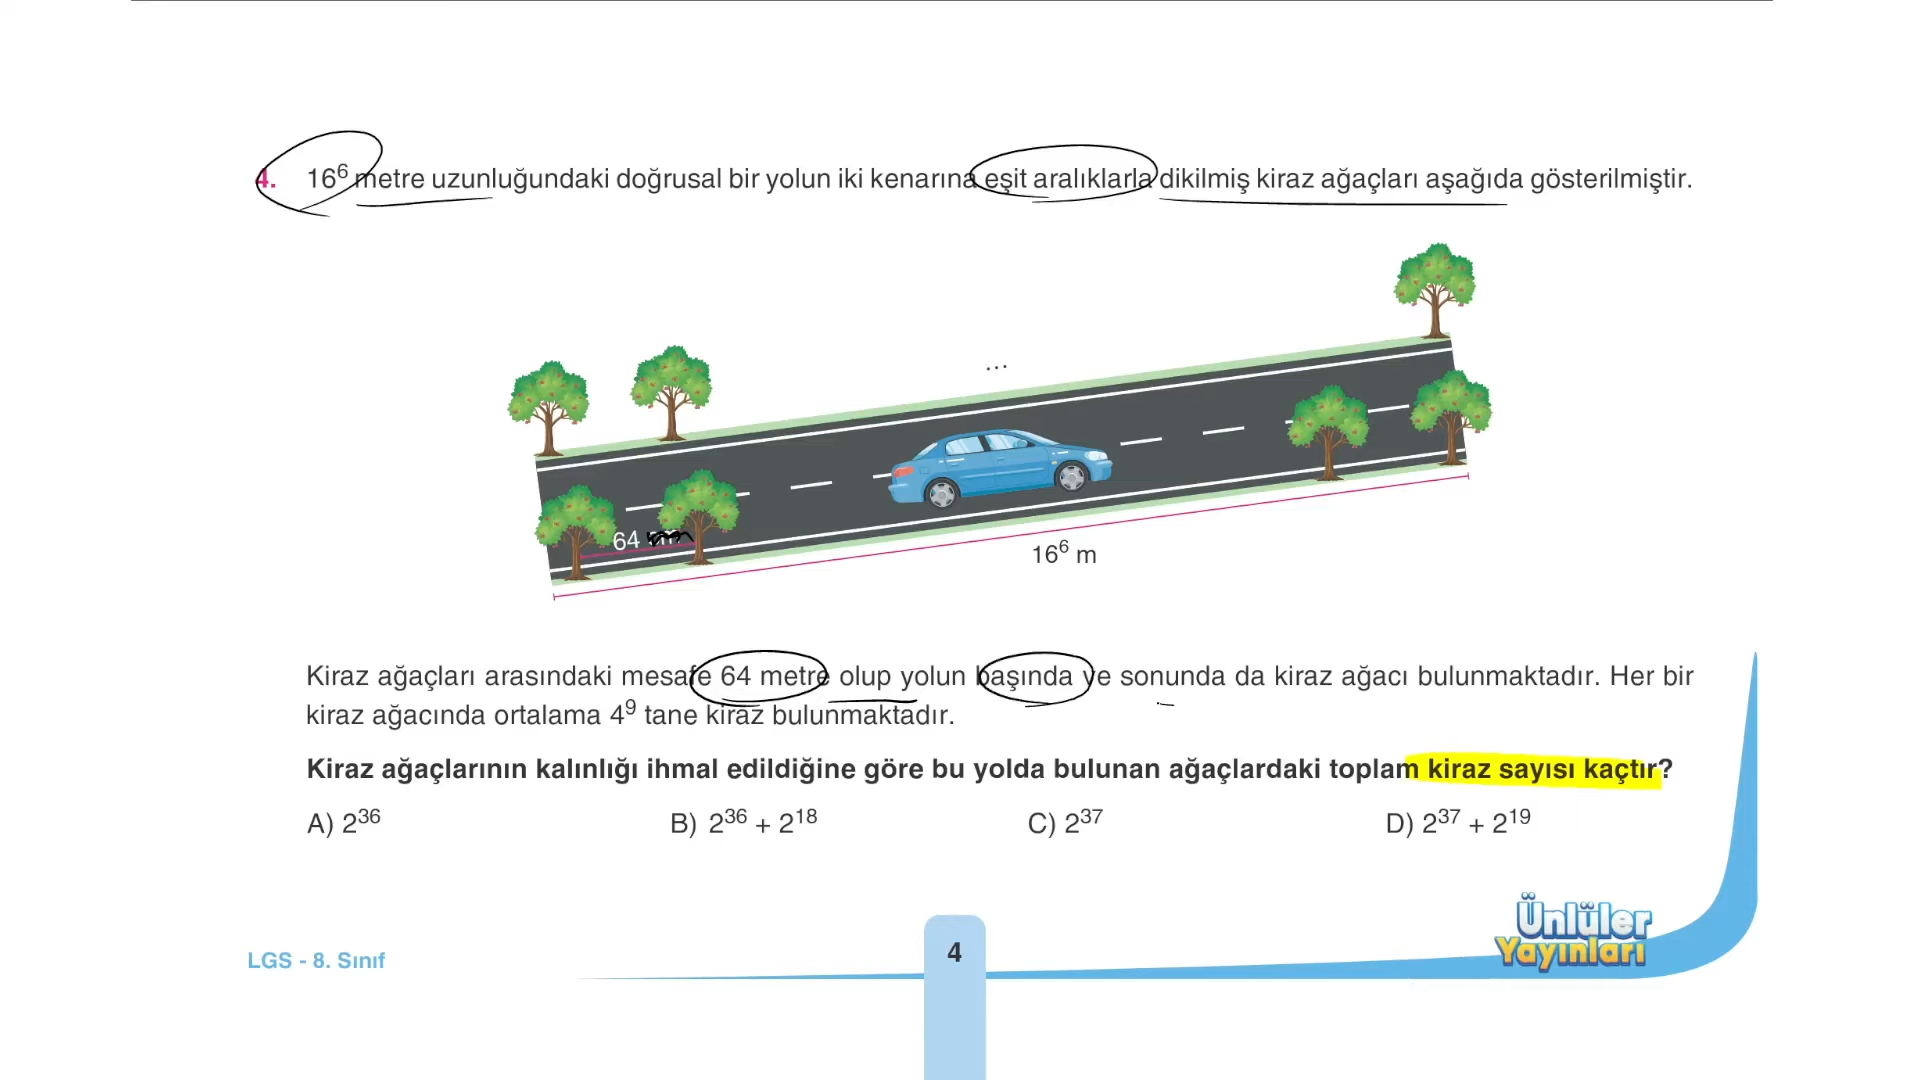 4. 16⁶ metre uzunluğundaki doğrusal bir yolun iki kenarına eşit aralıklarla dikilmiş kiraz ağaçları aşağıda gösterilmiştir.
...
64
16⁶ m
Kiraz ağaçları arasındaki mesafe 64 metre olup yolun başında ve sonunda da kiraz ağacı bulunmaktadır. Her bir
kiraz ağacında ortalama 4⁹ tane kiraz bulunmaktadır.
Kiraz ağaçlarının kalınlığı ihmal edildiğine göre bu yolda bulunan ağaçlardaki toplam kiraz sayısı kaçtır?
A) 2³⁶ B) 2³⁶ + 2¹⁸ C) 2³⁷ D) 2³⁷ + 2¹⁹
Ünlüler
Yayınları
LGS - 8. Sınıf
4